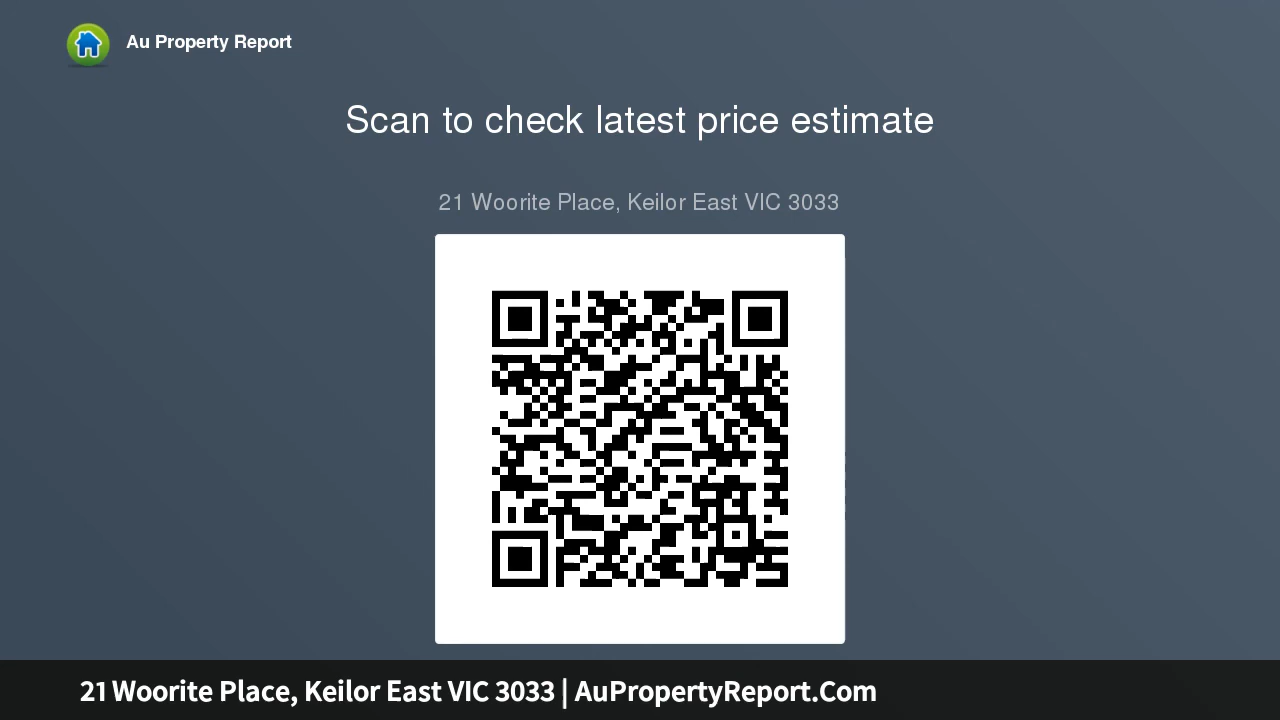 Au Property Report
Scan to check latest price estimate
21 Woorite Place, Keilor East VIC 3033
21 Woorite Place, Keilor East VIC 3033 | AuPropertyReport.Com